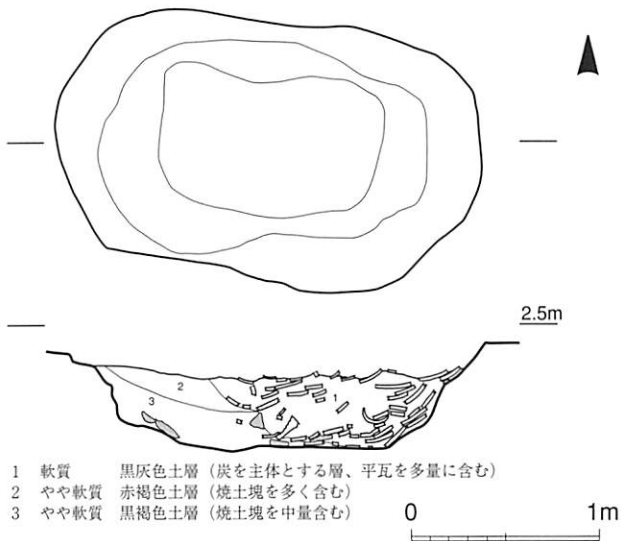 2.5m
2
1
3
1 軟質 黒灰色土層（炭を主体とする層、平瓦を多量に含む）
2 やや軟質 赤褐色土層（焼土塊を多く含む）
3 やや軟質 黒褐色土層（焼土塊を中量含む）
0 1m